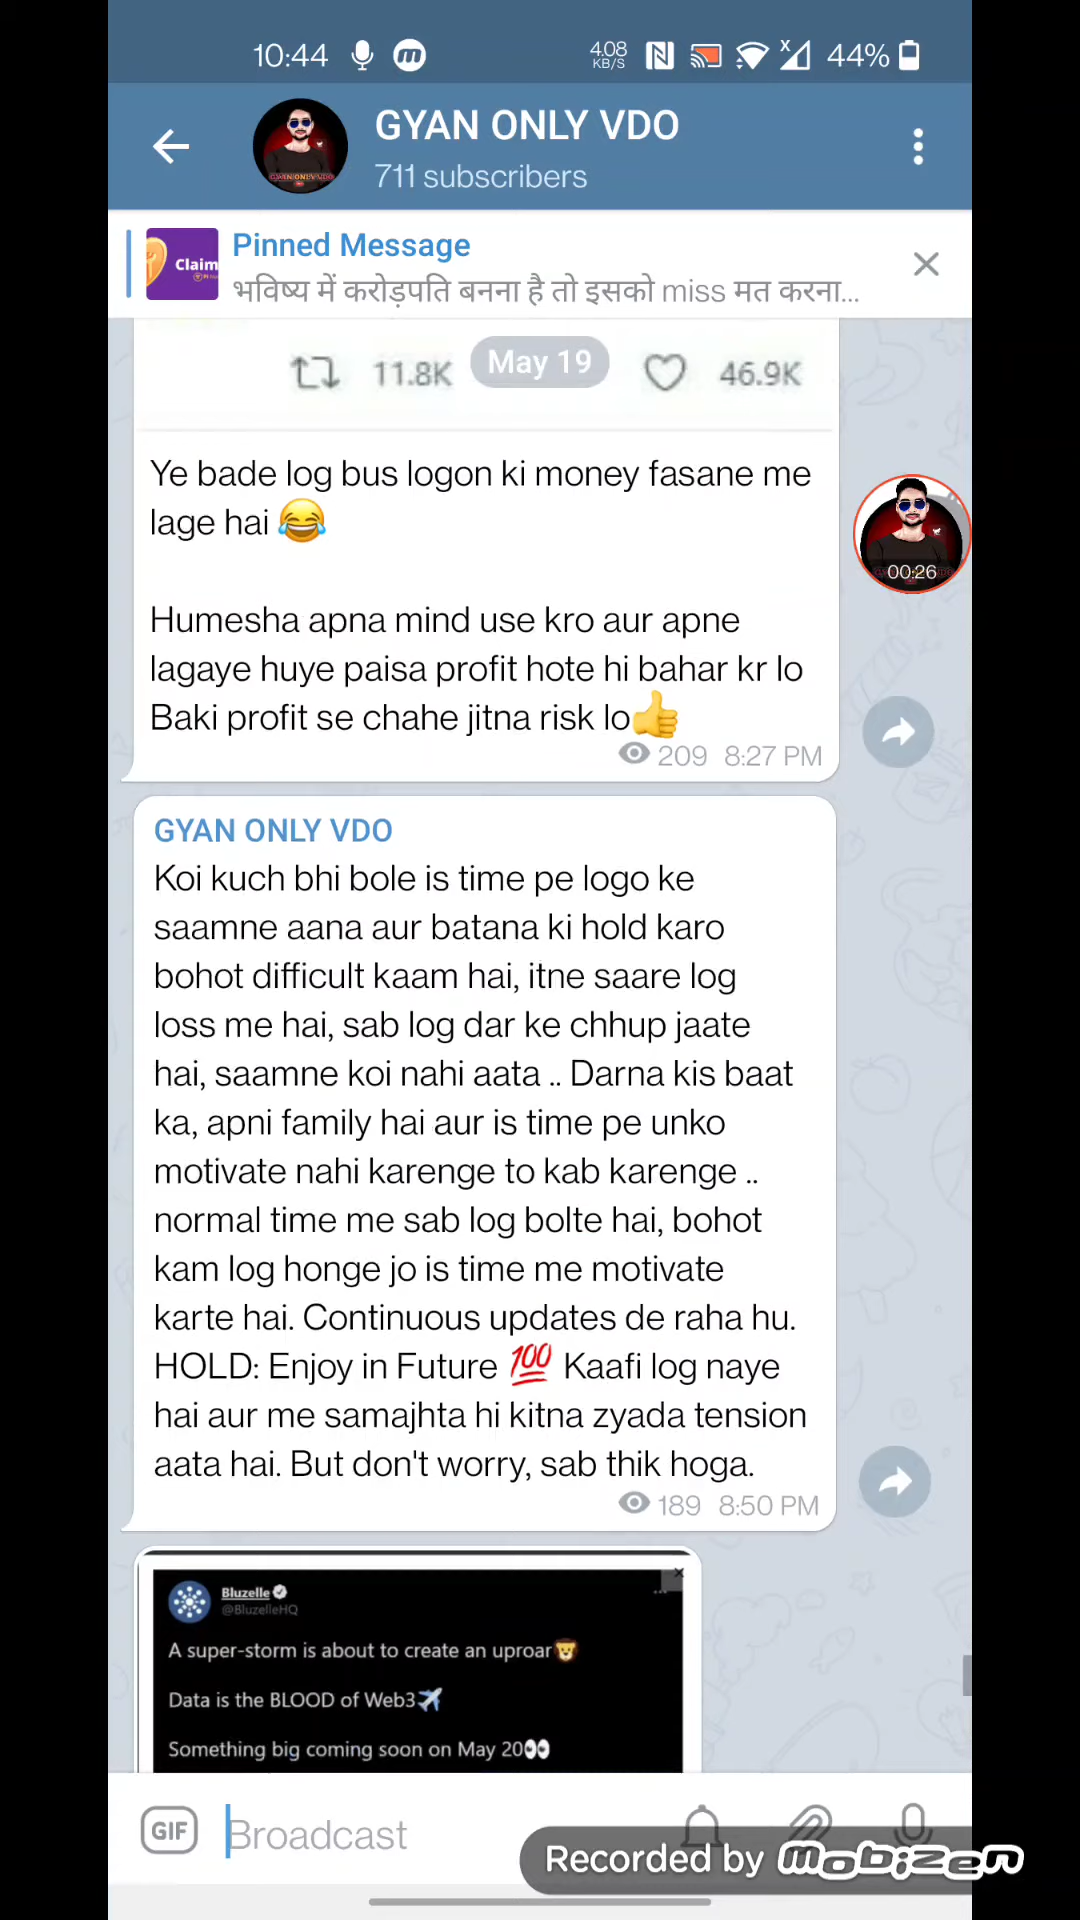 10:44
4.08
KB/S
44%
GYAN ONLY VDO
711 subscribers
Claim
Pinned Message
भविष्य में करोड़पति बनना है तो इसको miss मत करना...
11.8K
May 19
46.9K
Ye bade log bus logon ki money fasane me
lage hai 😂
00:26
Humesha apna mind use kro aur apne
lagaye huye paisa profit hote hi bahar kr lo
Baki profit se chahe jitna risk lo👍
209 8:27 PM
GYAN ONLY VDO
Koi kuch bhi bole is time pe logo ke
saamne aana aur batana ki hold karo
bohot difficult kaam hai, itne saare log
loss me hai, sab log dar ke chhup jaate
hai, saamne koi nahi aata .. Darna kis baat
ka, apni family hai aur is time pe unko
motivate nahi karenge to kab karenge ..
normal time me sab log bolte hai, bohot
kam log honge jo is time me motivate
karte hai. Continuous updates de raha hu.
HOLD: Enjoy in Future 💯 Kaafi log naye
hai aur me samajhta hi kitna zyada tension
aata hai. But don't worry, sab thik hoga.
189 8:50 PM
Bluzelle
@BluzelleHQ
A super-storm is about to create an uproar🦁
Data is the BLOOD of Web3✈️
Something big coming soon on May 20👀
GIF
Broadcast
Recorded by mobizen